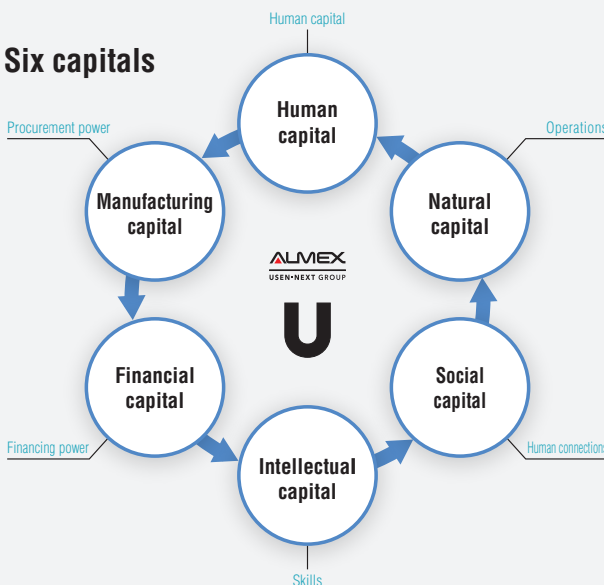 Human capital
Six capitals
Human
capital
Procurement power
Operations
Manufacturing
capital
Natural
capital
ALMEX
USEN-NEXT GROUP
U
Financial
capital
Social
capital
Financing power
Human connections
Intellectual
capital
Skills